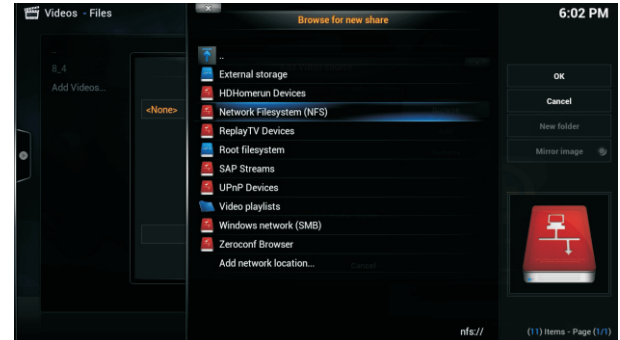 Videos - Files
Browse for new share
6:02 PM
..
8_4
Add Videos...
<None>
..
External storage
HDHomerun Devices
Network Filesystem (NFS)
ReplayTV Devices
Root filesystem
SAP Streams
UPnP Devices
Video playlists
Windows network (SMB)
Zeroconf Browser
Add network location...
Cancel
OK
Cancel
New folder
Mirror image
nfs://
(11) Items - Page (1/1)